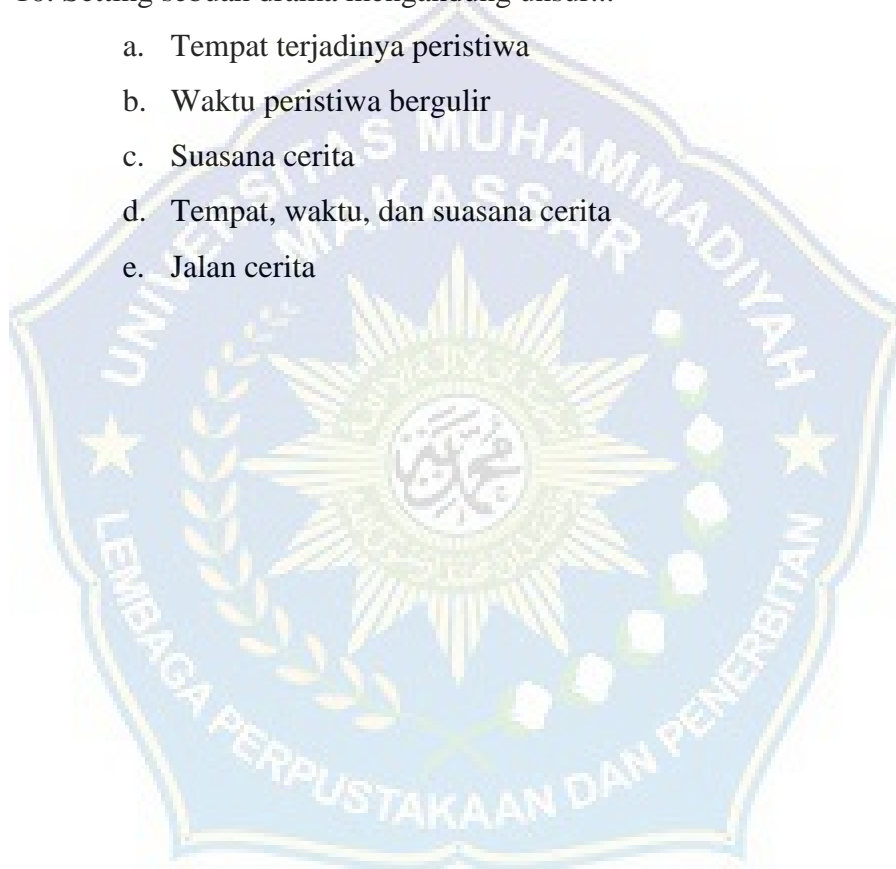 10. Setting sebuah drama mengandung unsur...
a. Tempat terjadinya peristiwa
b. Waktu peristiwa bergulir
c. Suasana cerita
d. Tempat, waktu, dan suasana cerita
e. Jalan cerita
UNIVERSITAS MUHAMMADIYAH
MAKASSAR
LEMBAGA PERPUSTAKAAN DAN PENERBITAN